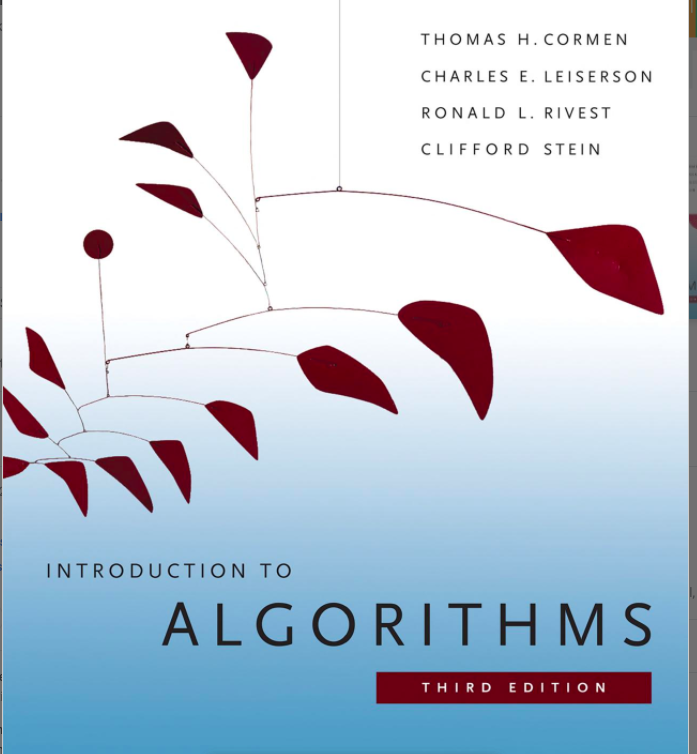 THOMAS H. CORMEN
CHARLES E. LEISERSON
RONALD L. RIVEST
CLIFFORD STEIN
INTRODUCTION TO
ALGORITHMS
THIRD EDITION